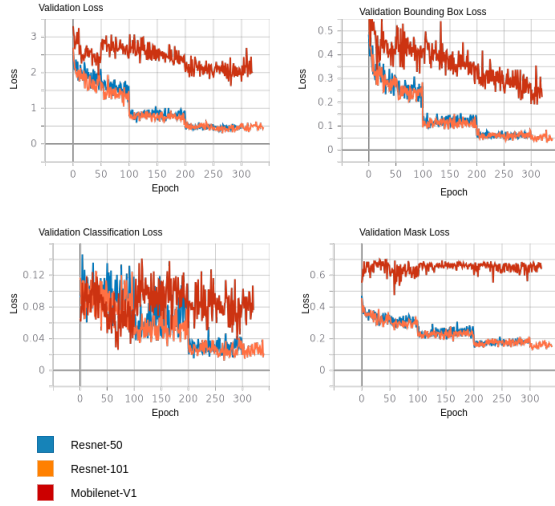 Validation Loss
3
2
1
0
Loss
0 50 100 150 200 250 300
Epoch
Validation Bounding Box Loss
0.5
0.4
0.3
0.2
0.1
0
Loss
0 50 100 150 200 250 300
Epoch
Validation Classification Loss
0.12
0.08
0.04
0
Loss
0 50 100 150 200 250 300
Epoch
Validation Mask Loss
0.6
0.4
0.2
0
Loss
0 50 100 150 200 250 300
Epoch
Resnet-50
Resnet-101
Mobilenet-V1